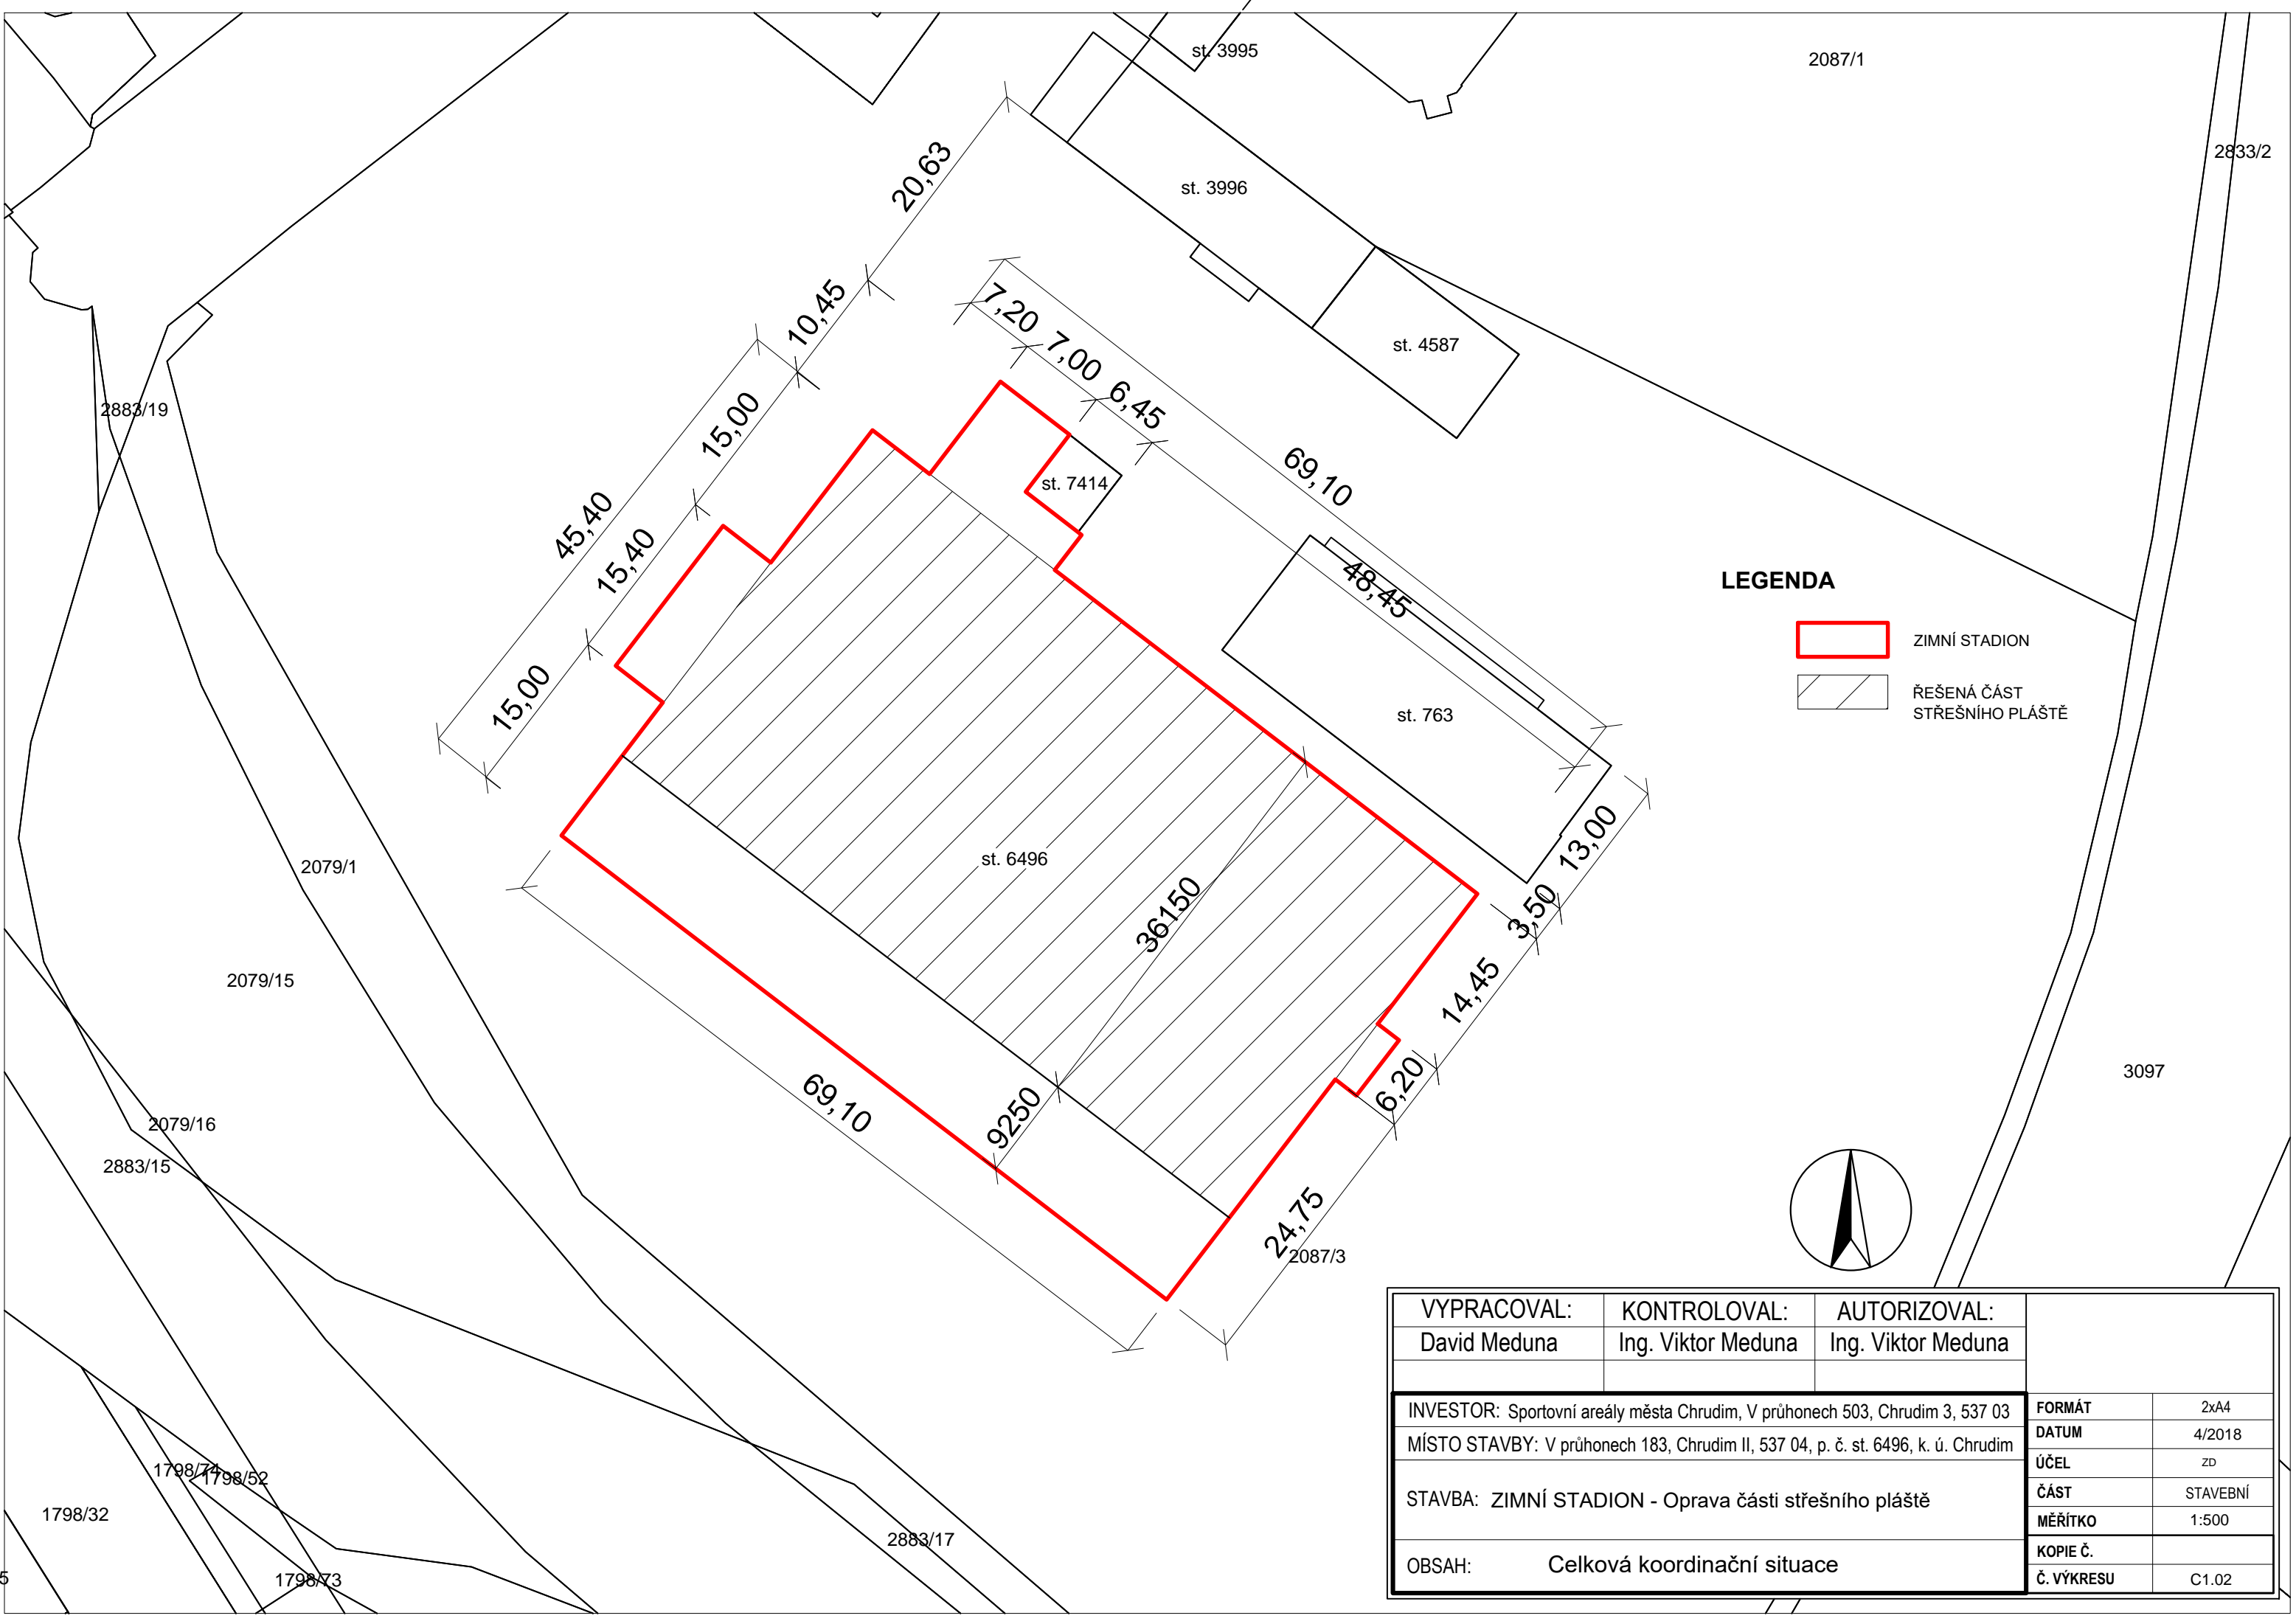 st. 3995
2087/1
2833/2
st. 3996
20,63
10,45
7,20
7,00
6,45
st. 4587
2883/19
15,00
69,10
st. 7414
45,40
15,40
48,45
LEGENDA
ZIMNÍ STADION
ŘEŠENÁ ČÁST
STŘEŠNÍHO PLÁŠTĚ
15,00
st. 763
13,00
2079/1
st. 6496
36150
3,50
2079/15
14,45
3097
6,20
69,10
9250
2079/16
2883/15
24,75
2087/3
1798/74
1798/52
1798/32
2883/17
1798/73
5
VYPRACOVAL: KONTROLOVAL: AUTORIZOVAL:
David Meduna Ing. Viktor Meduna Ing. Viktor Meduna
INVESTOR: Sportovní areály města Chrudim, V průhonech 503, Chrudim 3, 537 03
MÍSTO STAVBY: V průhonech 183, Chrudim II, 537 04, p. č. st. 6496, k. ú. Chrudim
STAVBA: ZIMNÍ STADION - Oprava části střešního pláště
OBSAH: Celková koordinační situace
FORMÁT 2xA4
DATUM 4/2018
ÚČEL ZD
ČÁST STAVEBNÍ
MĚŘÍTKO 1:500
KOPIE Č.
Č. VÝKRESU C1.02